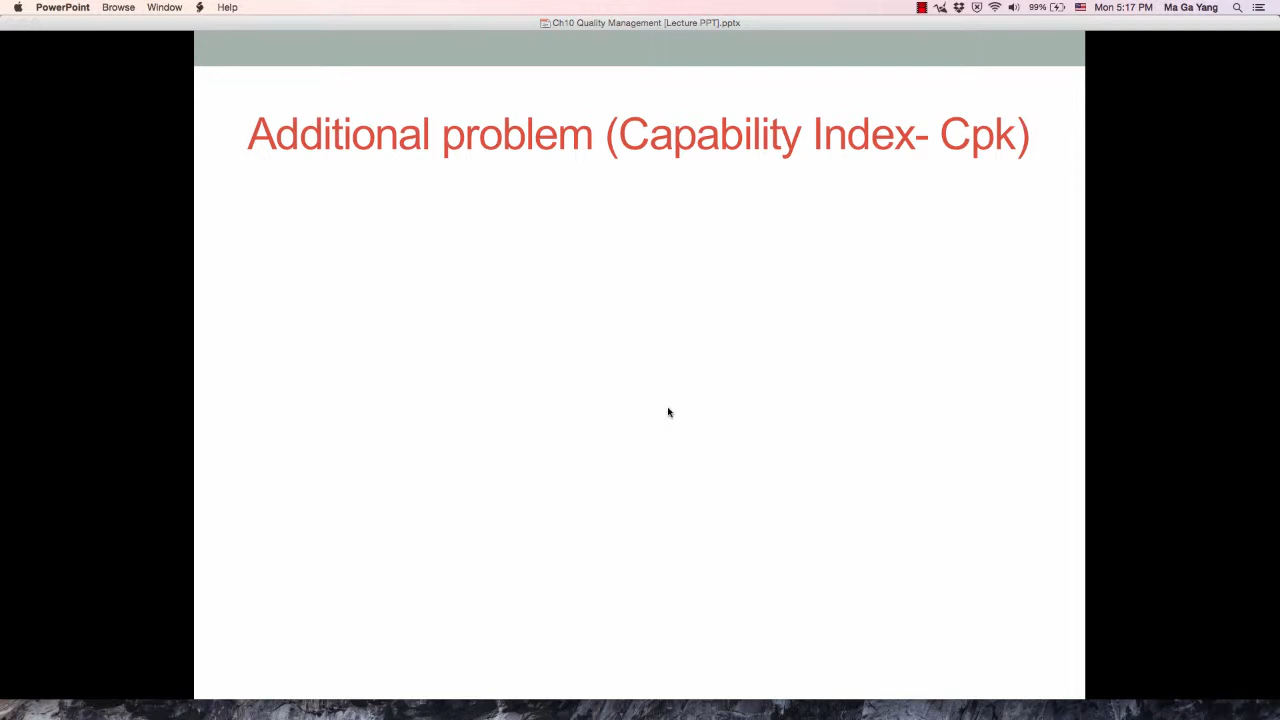 PowerPoint Browse Window Help 99% Mon 5:17 PM Ma Ga Yang
Ch10 Quality Management [Lecture PPT].pptx
Additional problem (Capability Index- Cpk)